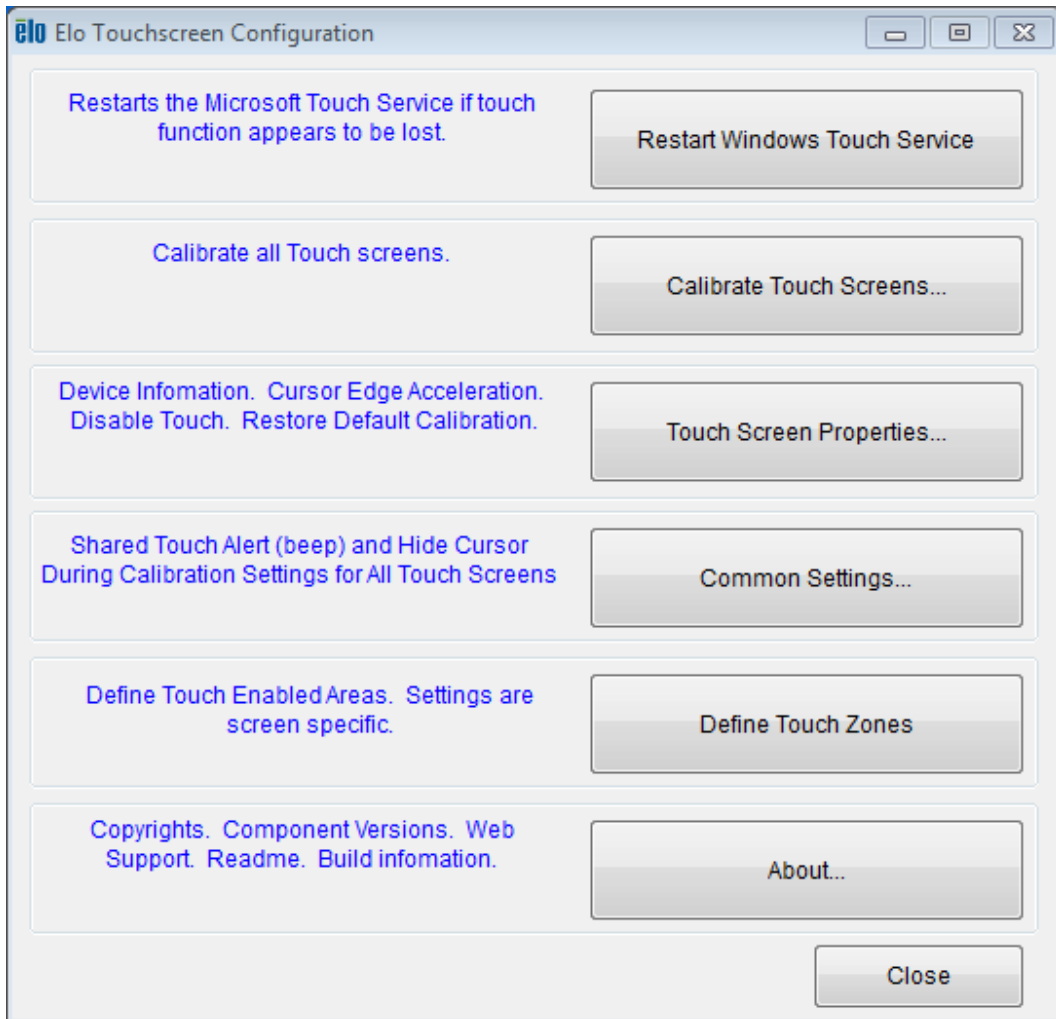 elo Elo Touchscreen Configuration
Restarts the Microsoft Touch Service if touch
function appears to be lost.
Restart Windows Touch Service
Calibrate all Touch screens.
Calibrate Touch Screens...
Device Infomation.  Cursor Edge Acceleration.
Disable Touch.  Restore Default Calibration.
Touch Screen Properties...
Shared Touch Alert (beep) and Hide Cursor
During Calibration Settings for All Touch Screens
Common Settings...
Define Touch Enabled Areas.  Settings are
screen specific.
Define Touch Zones
Copyrights.  Component Versions.  Web
Support.  Readme.  Build infomation.
About...
Close